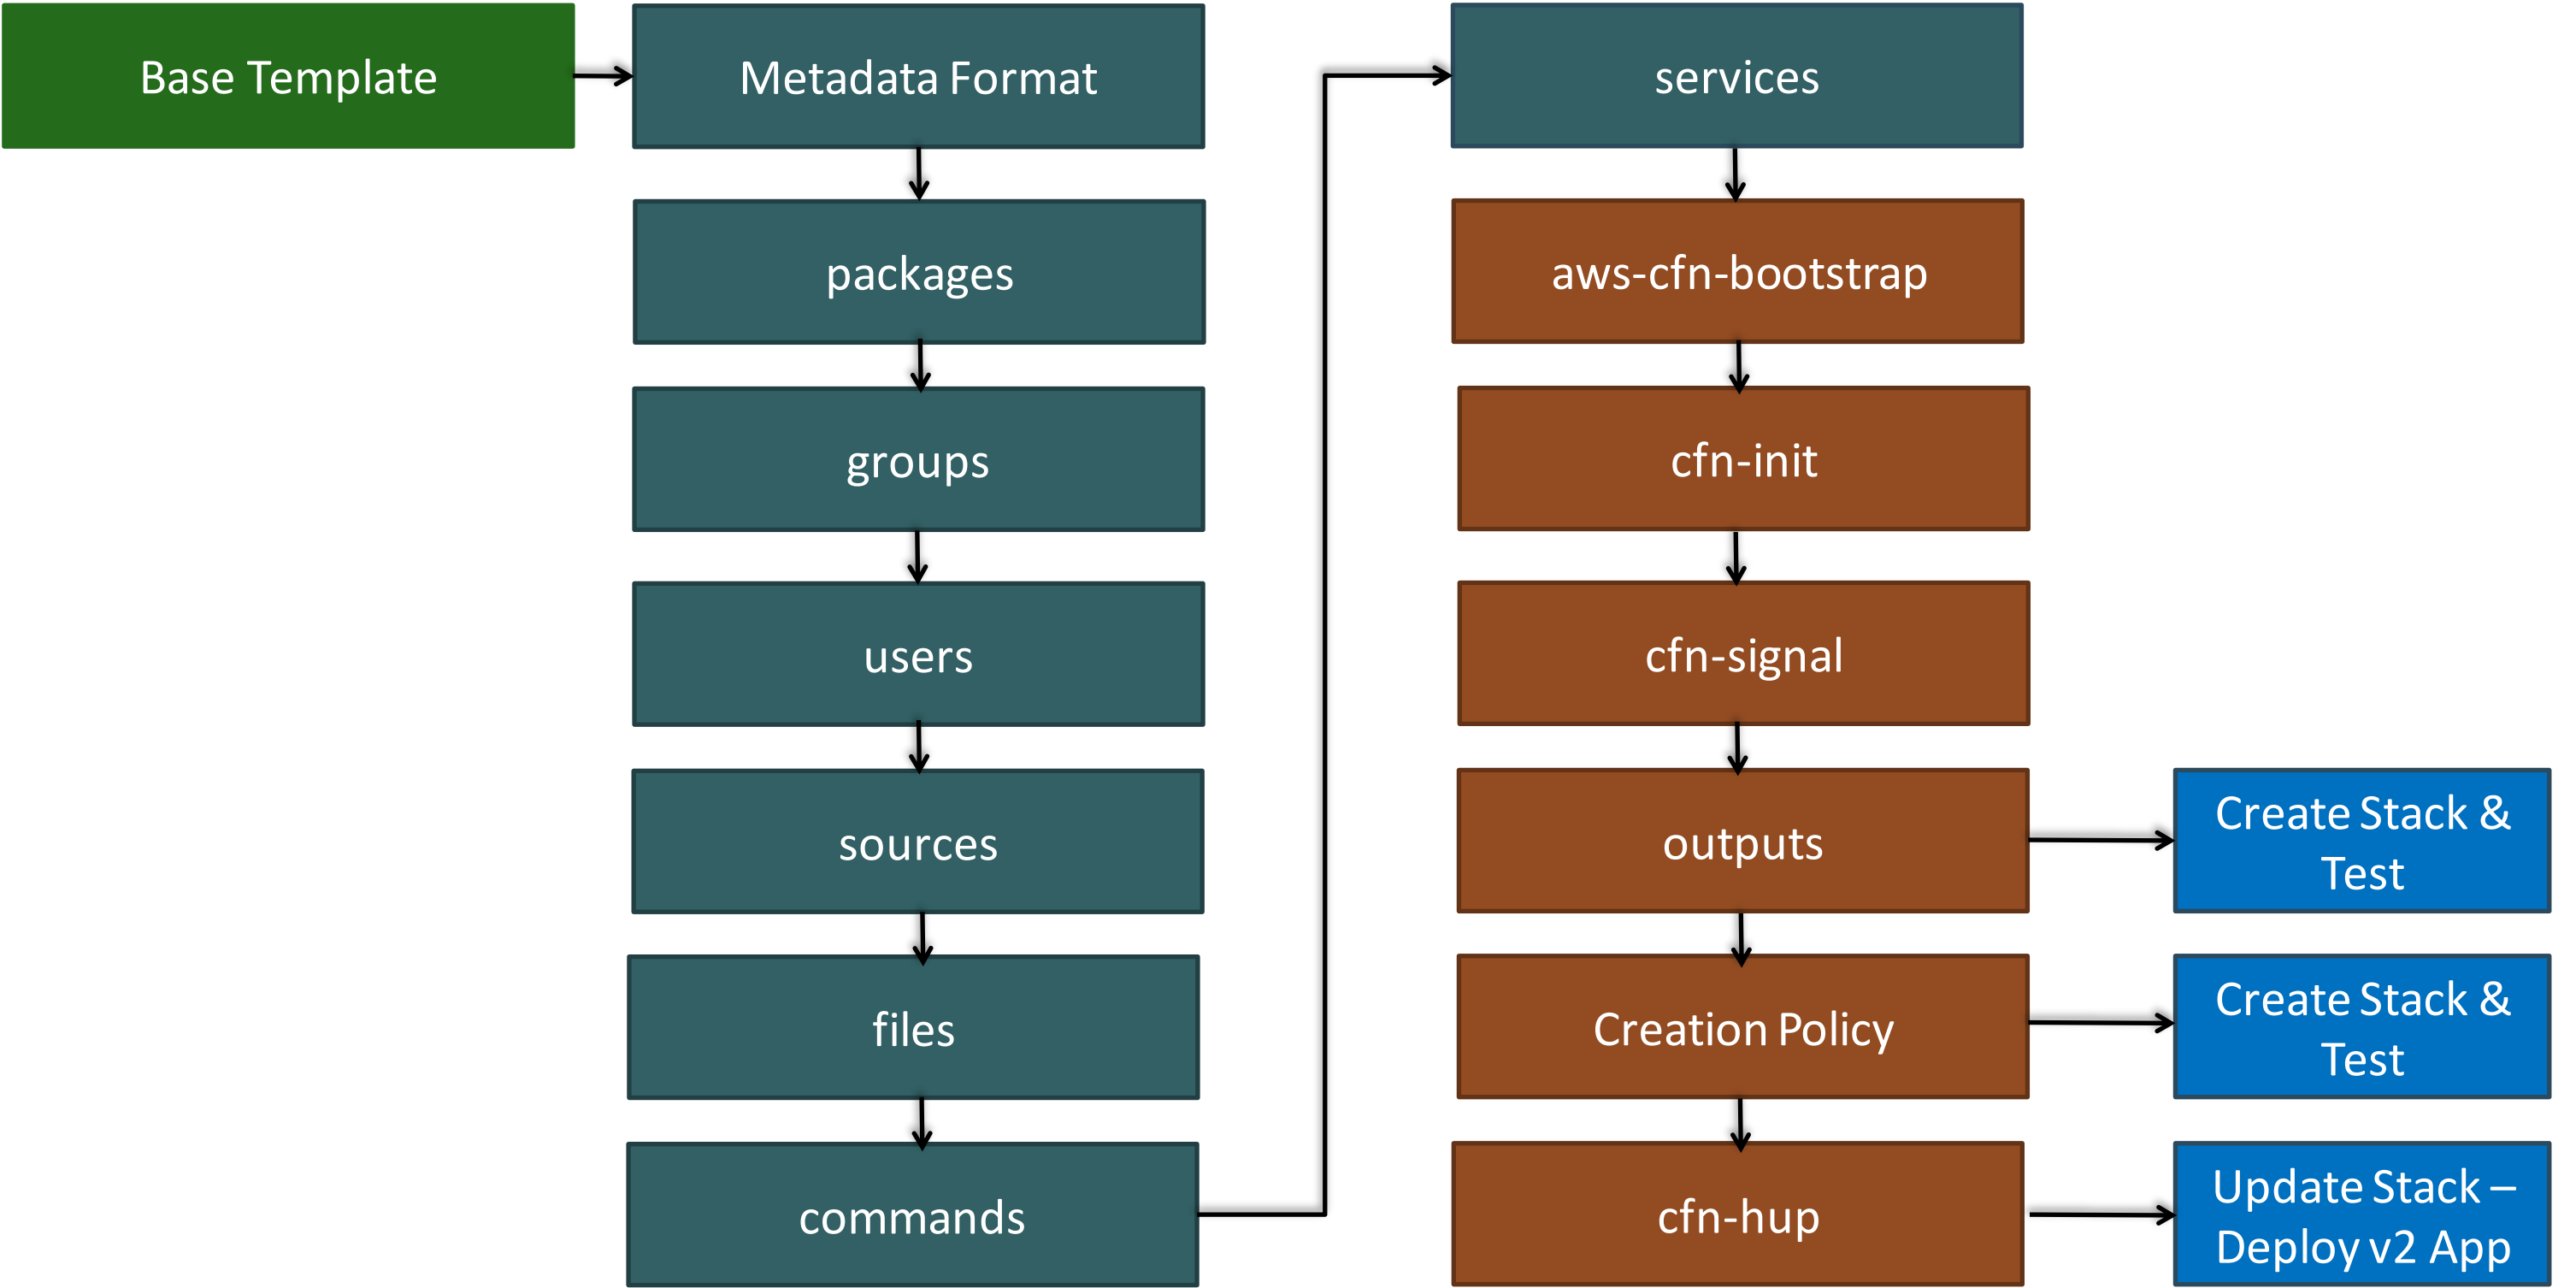 Base Template
Metadata Format
packages
groups
users
sources
files
commands
services
aws-cfn-bootstrap
cfn-init
cfn-signal
outputs
Create Stack &
Test
Creation Policy
Create Stack &
Test
cfn-hup
Update Stack –
Deploy v2 App